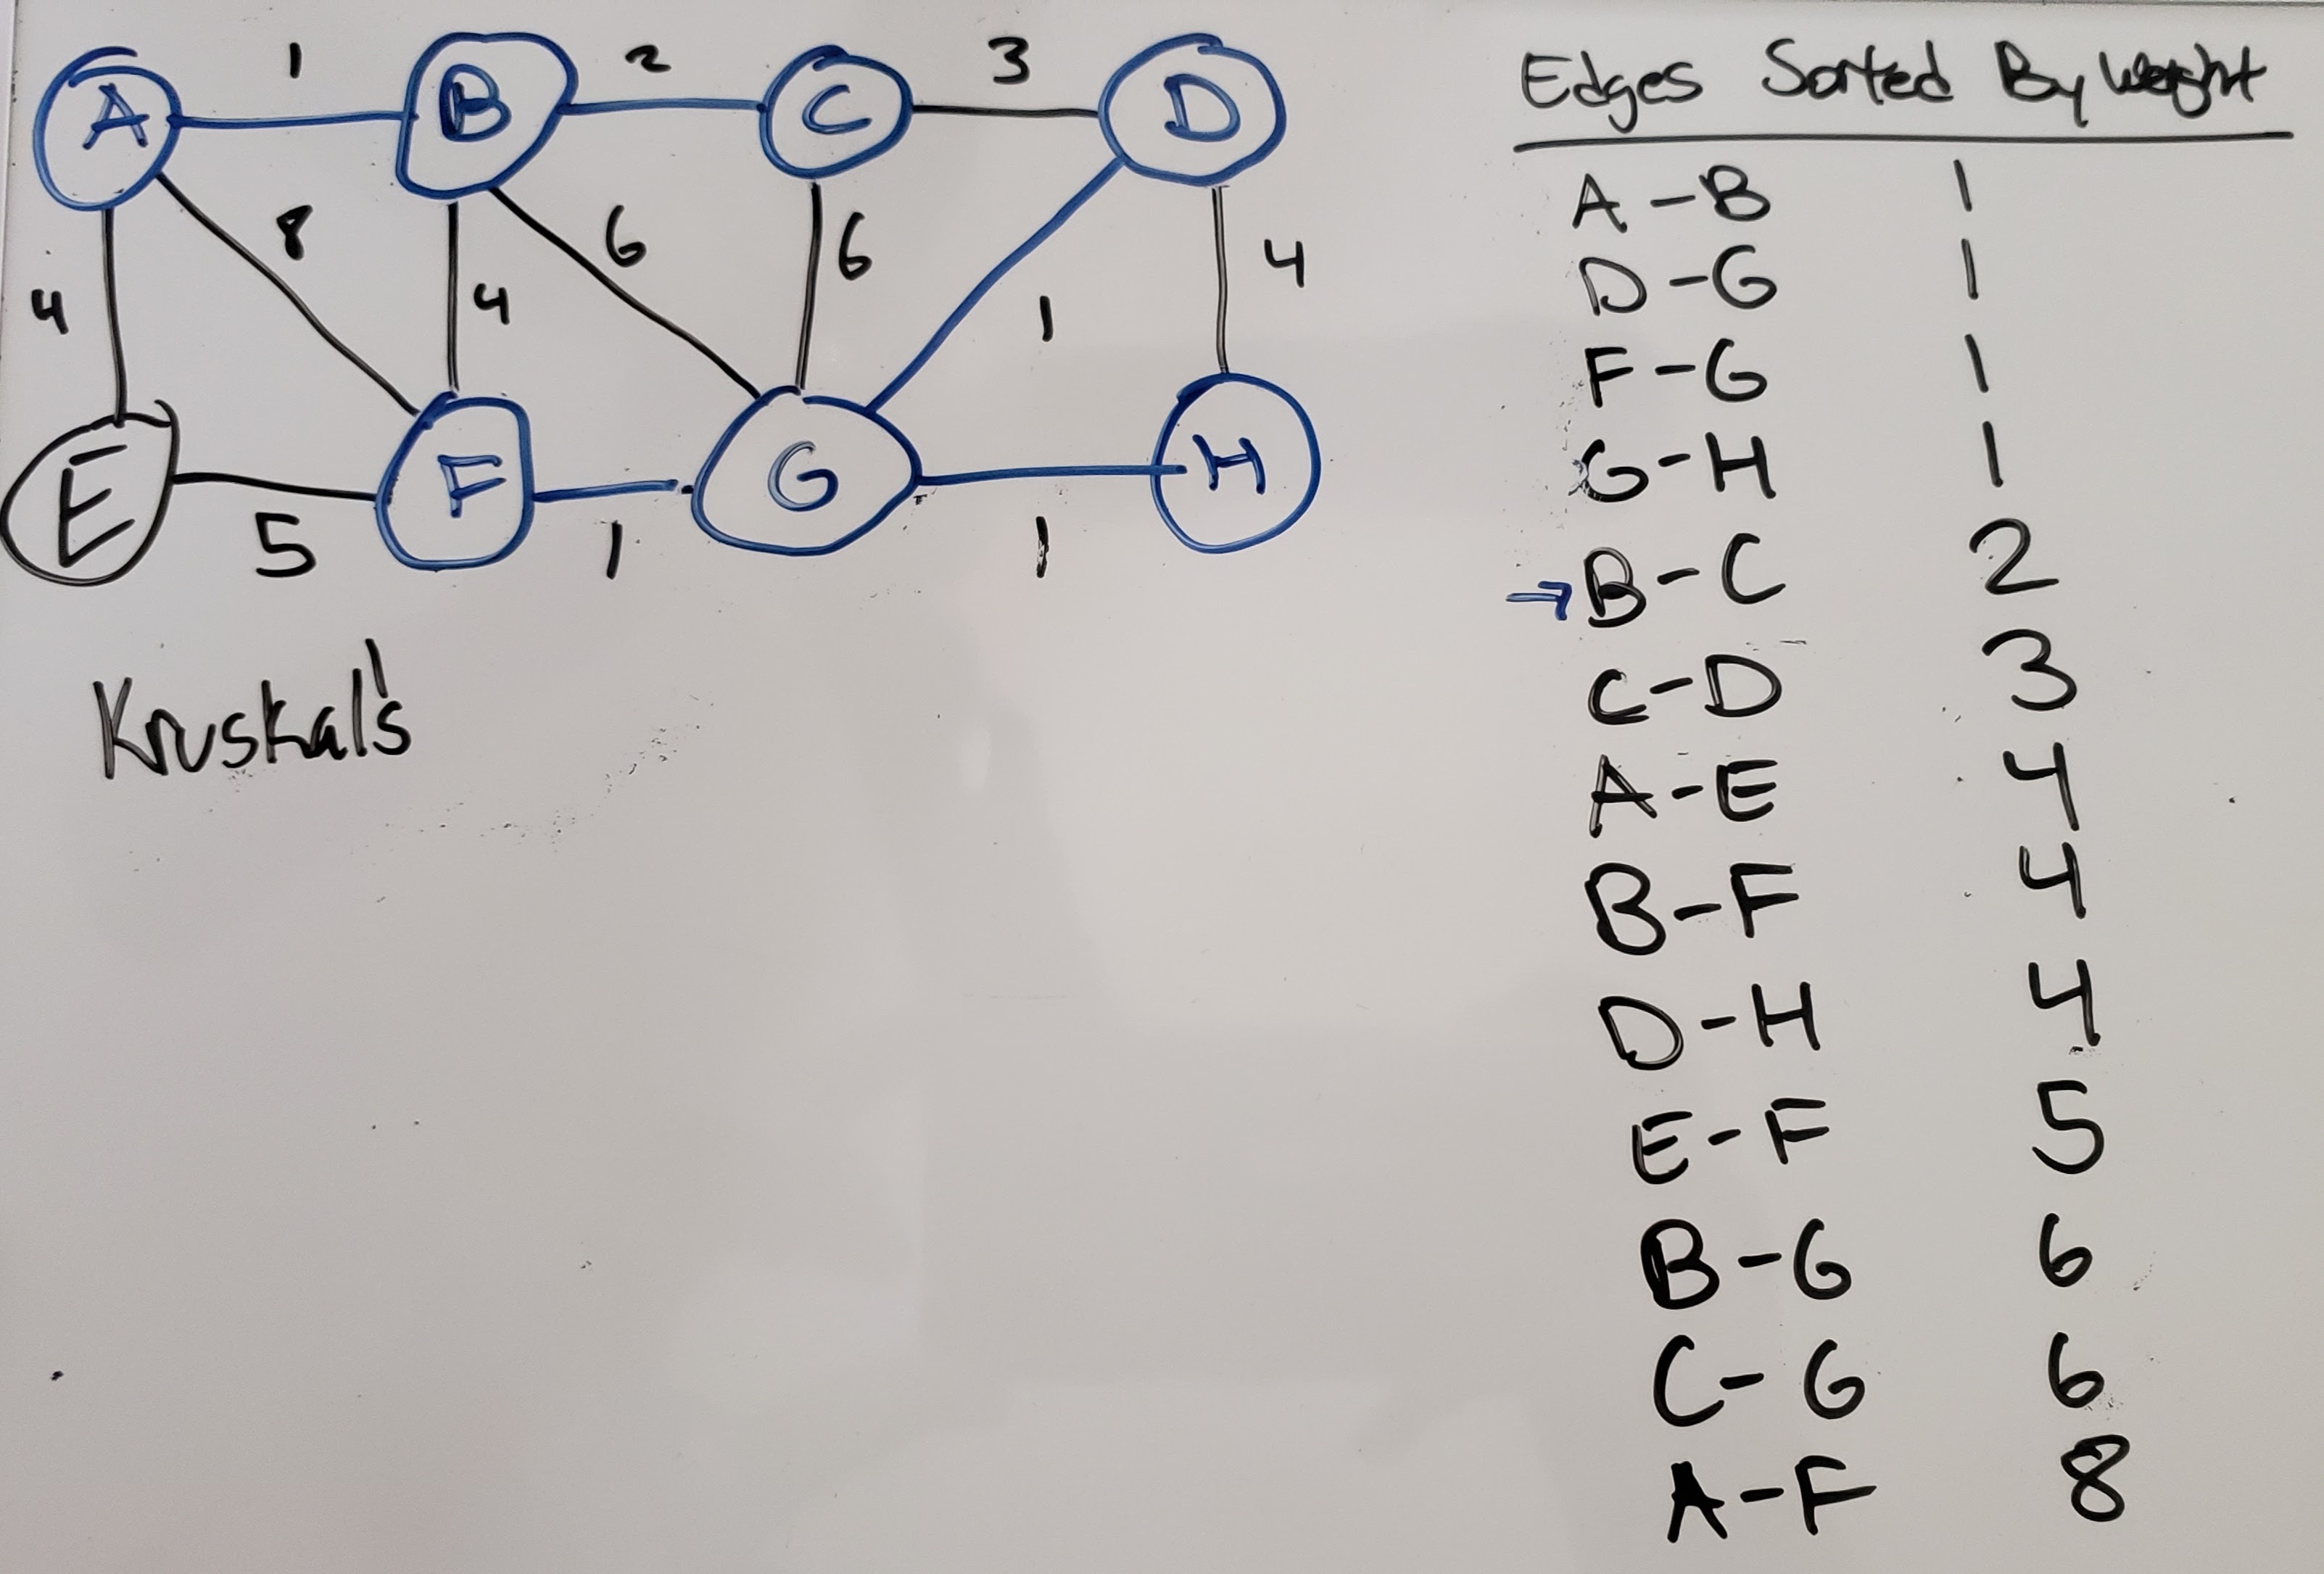 1 2 3
A B C D
8 6 6 4
4 4 1
E F G H
5 1 1
Kruskal's
Edges Sorted By Weight
A-B 1
D-G 1
F-G 1
G-H 1
→B-C 2
C-D 3
A-E 4
B-F 4
D-H 4
E-F 5
B-G 6
C-G 6
A-F 8